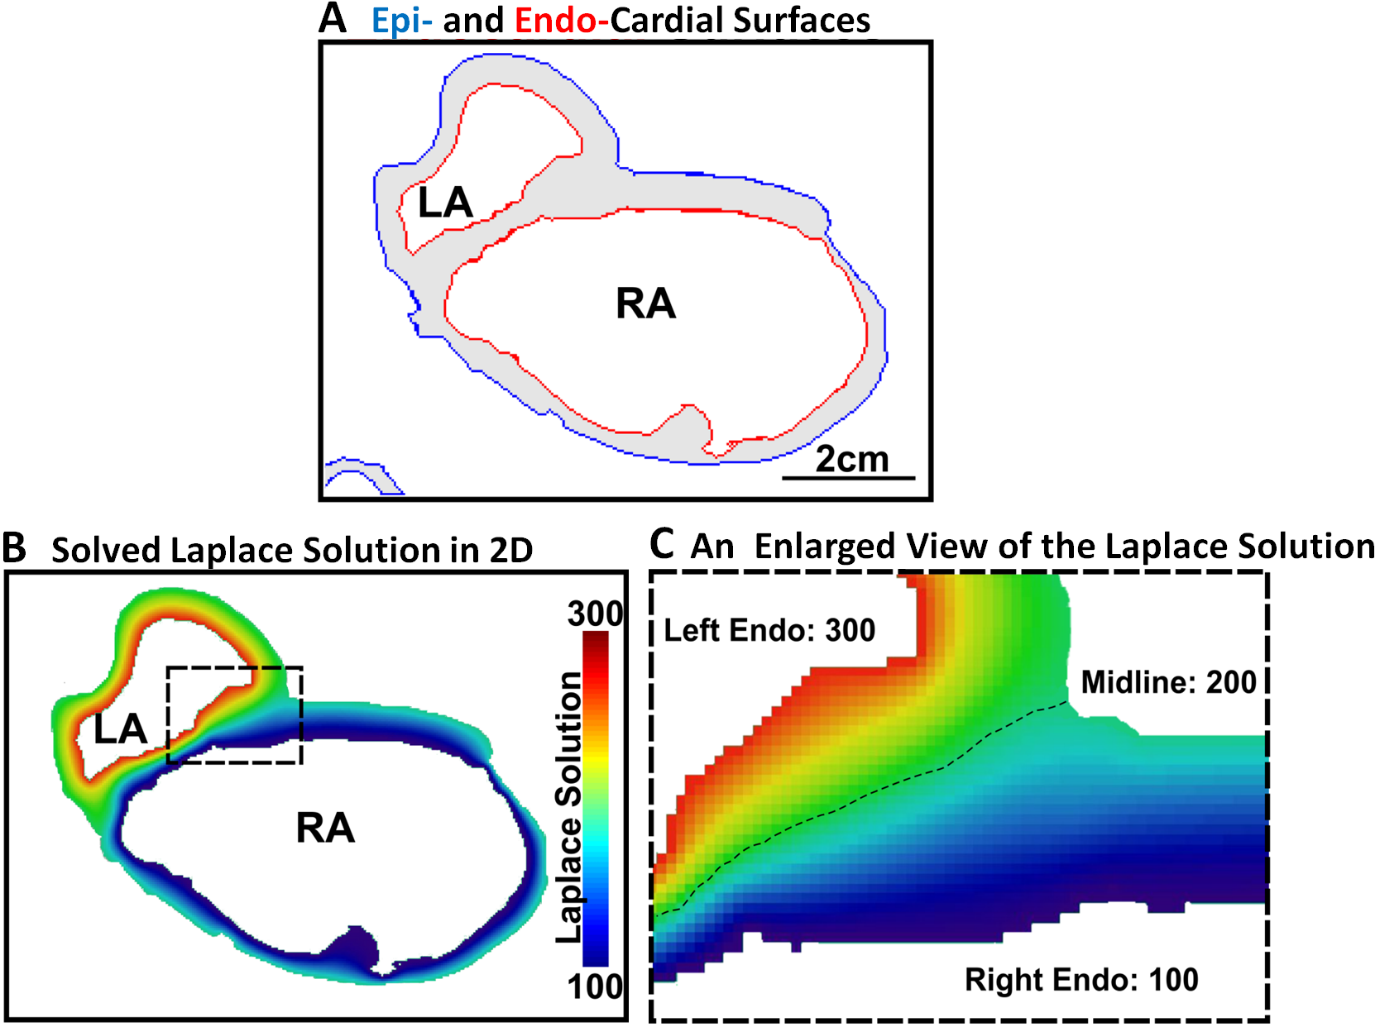 A Epi- and Endo-Cardial Surfaces
LA
RA
2cm
B Solved Laplace Solution in 2D
300
LA
RA
Laplace Solution
100
C An Enlarged View of the Laplace Solution
Left Endo: 300
Midline: 200
Right Endo: 100